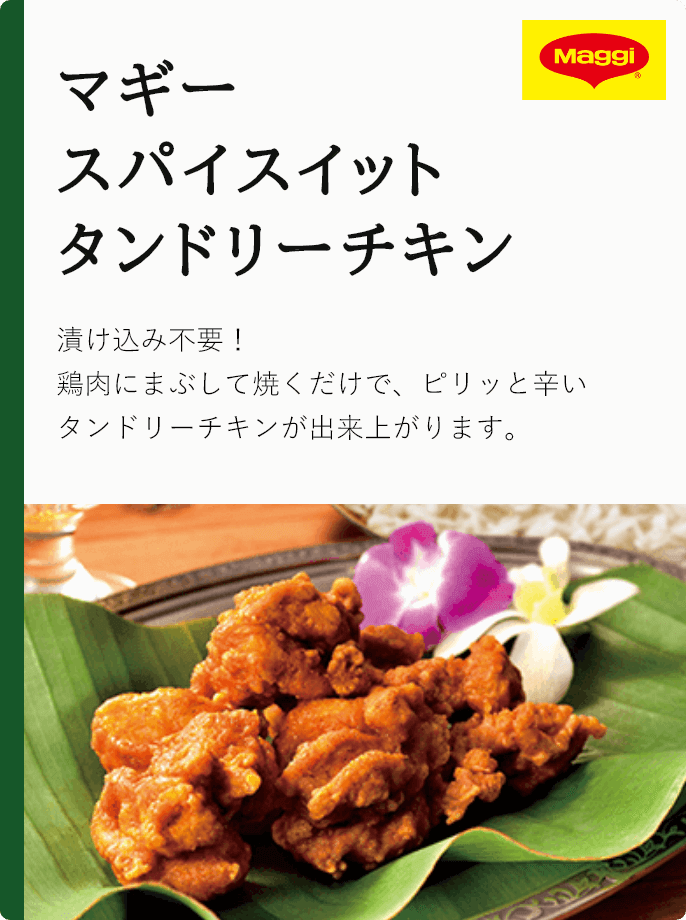 Maggi®
マギー
スパイスイット
タンドリーチキン
漬け込み不要！
鶏肉にまぶして焼くだけで、ピリッと辛い
タンドリーチキンが出来上がります。